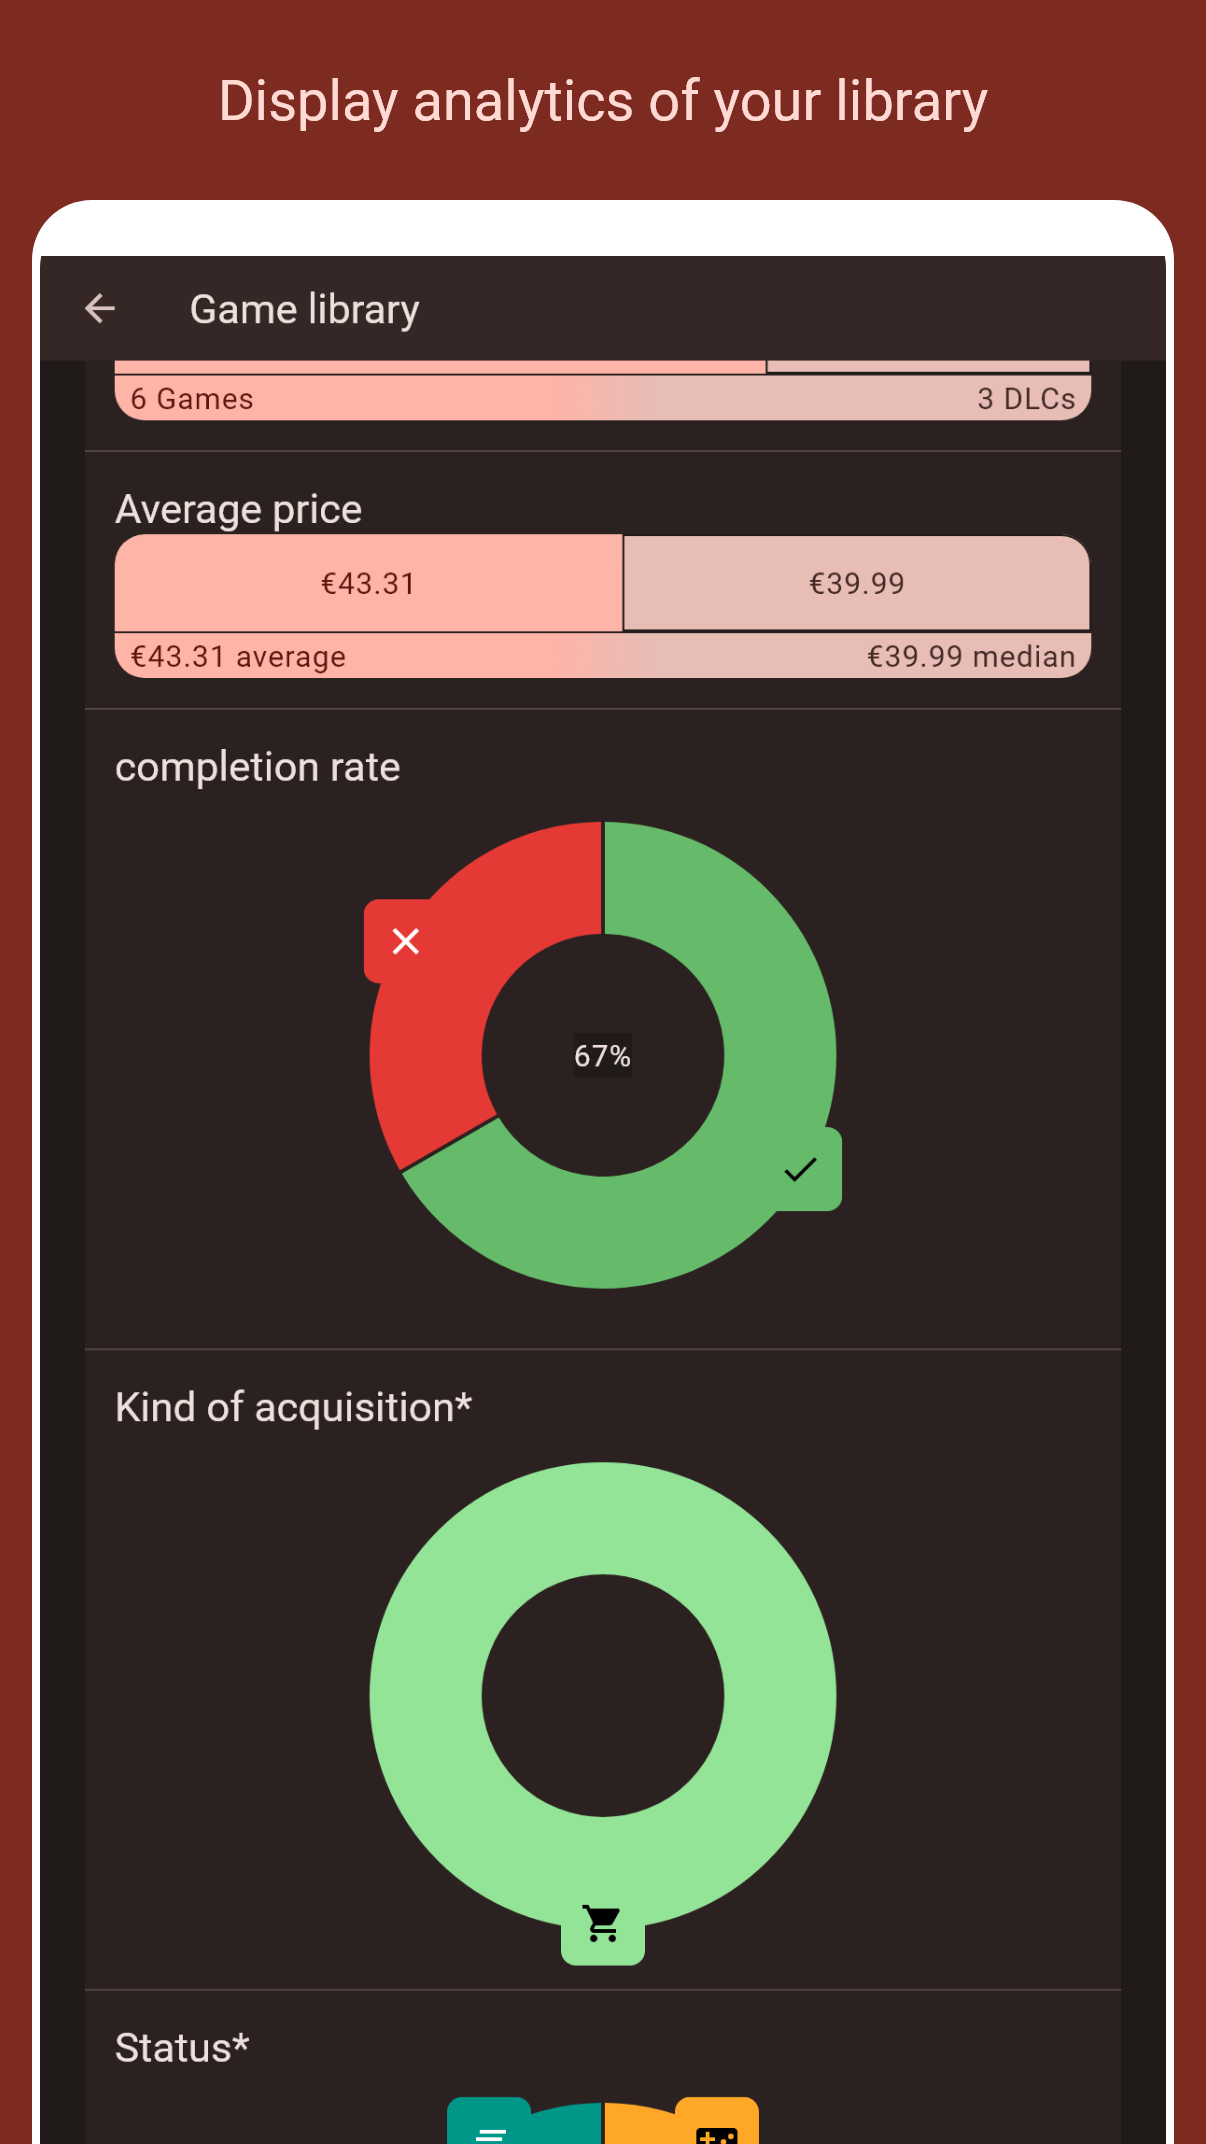 Display analytics of your library
Game library
6 Games
3 DLCs
Average price
€43.31
€39.99
€43.31 average
€39.99 median
completion rate
67%
Kind of acquisition*
Status*